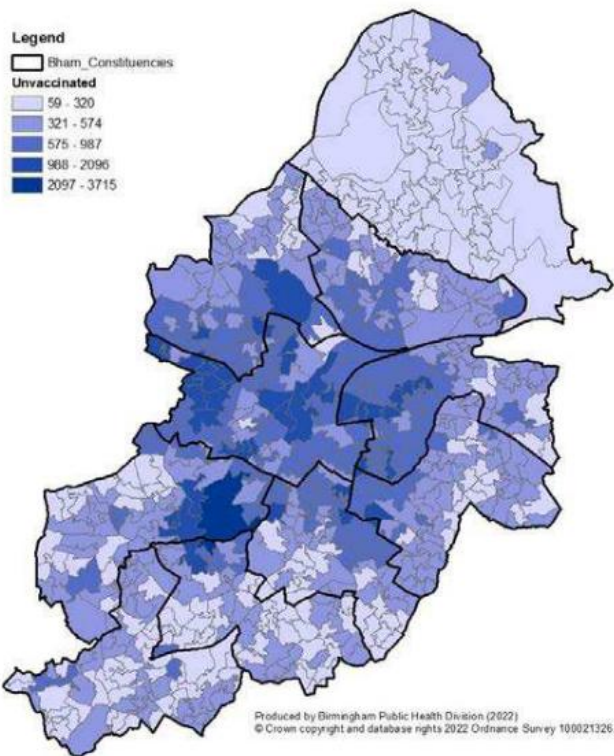 Legend
Bham_Constituencies
Unvaccinated
59 - 320
321 - 574
575 - 987
988 - 2096
2097 - 3715
Produced by Birmingham Public Health Division (2022)
© Crown copyright and database rights 2022 Ordnance Survey 100021326